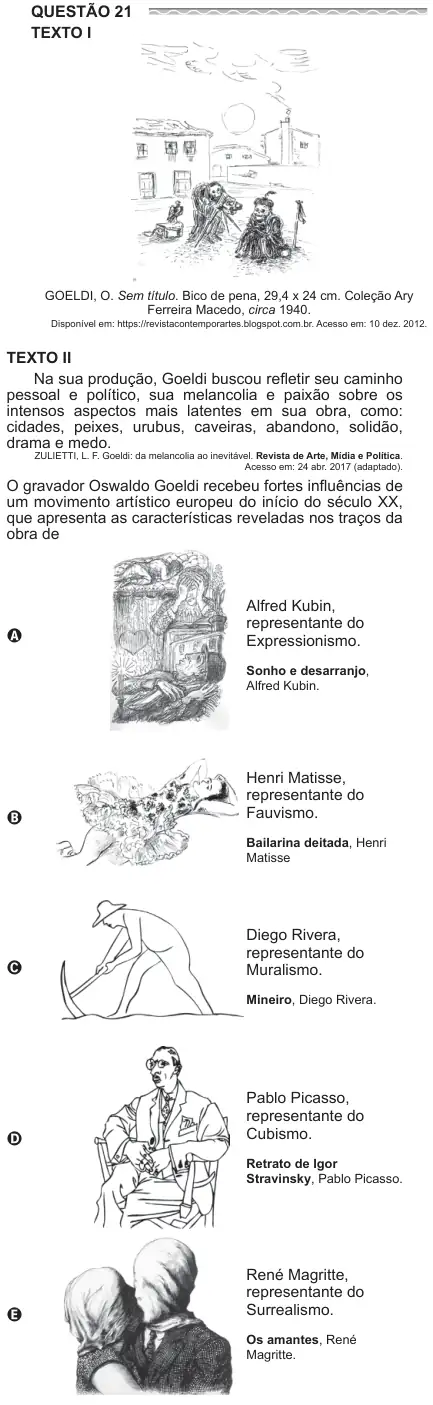 QUESTÃO 21
TEXTO I
GOELDI, O. Sem título. Bico de pena, 29,4 x 24 cm. Coleção Ary
Ferreira Macedo, circa 1940.
Disponível em: https://revistacontemporartes.blogspot.com.br. Acesso em: 10 dez. 2012.
TEXTO II
Na sua produção, Goeldi buscou refletir seu caminho
pessoal e político, sua melancolia e paixão sobre os
intensos aspectos mais latentes em sua obra, como:
cidades, peixes, urubus, caveiras, abandono, solidão,
drama e medo.
ZULIETTI, L. F. Goeldi: da melancolia ao inevitável. Revista de Arte, Mídia e Política.
Acesso em: 24 abr. 2017 (adaptado).
O gravador Oswaldo Goeldi recebeu fortes influências de
um movimento artístico europeu do início do século XX,
que apresenta as características reveladas nos traços da
obra de
A
Alfred Kubin,
representante do
Expressionismo.
Sonho e desarranjo,
Alfred Kubin.
B
Henri Matisse,
representante do
Fauvismo.
Bailarina deitada, Henri
Matisse
C
Diego Rivera,
representante do
Muralismo.
Mineiro, Diego Rivera.
D
Pablo Picasso,
representante do
Cubismo.
Retrato de Igor
Stravinsky, Pablo Picasso.
E
René Magritte,
representante do
Surrealismo.
Os amantes, René
Magritte.